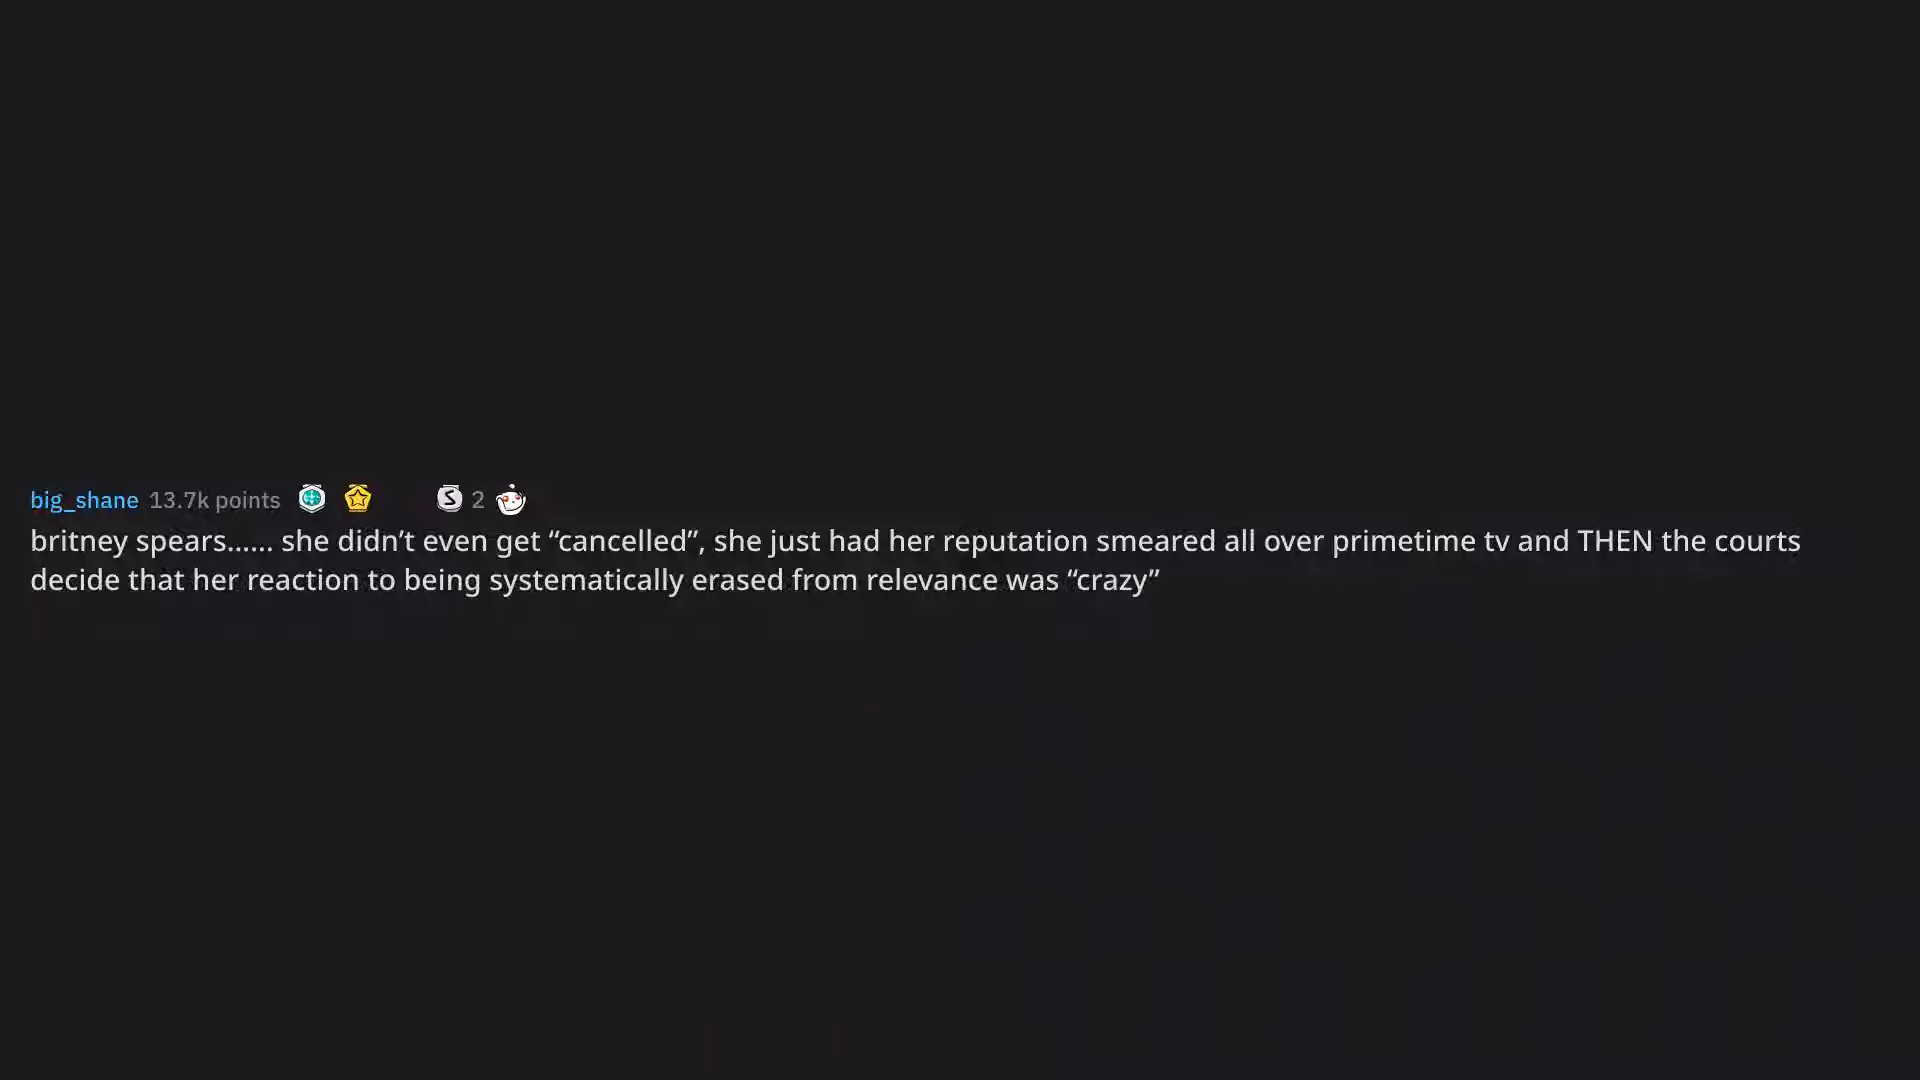 big_shane 13.7k points 2
britney spears...... she didn’t even get “cancelled”, she just had her reputation smeared all over primetime tv and THEN the courts
decide that her reaction to being systematically erased from relevance was “crazy”